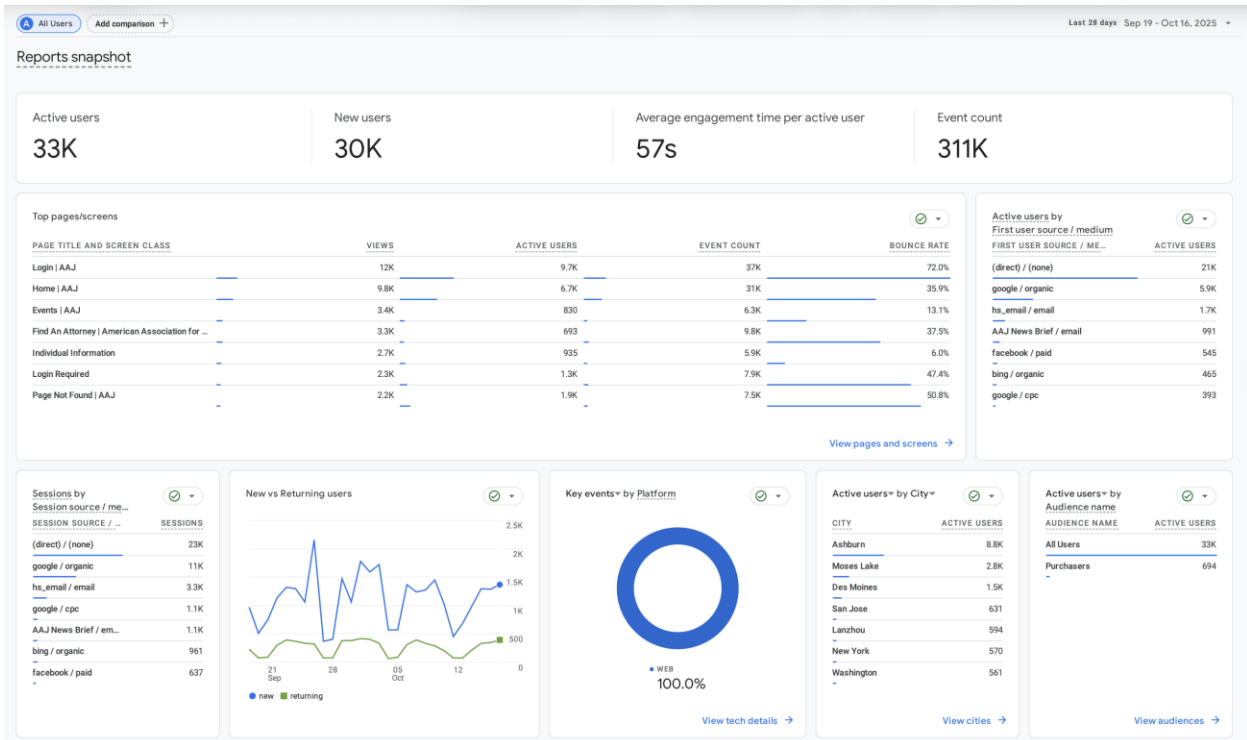 A All Users Add comparison + Last 28 days Sep 19 - Oct 16, 2025
Reports snapshot
Active users New users Average engagement time per active user Event count
33K 30K 57s 311K
Top pages/screens
PAGE TITLE AND SCREEN CLASS VIEWS ACTIVE USERS EVENT COUNT BOUNCE RATE
Login | AAJ 12K 9.7K 37K 72.0%
Home | AAJ 9.8K 6.7K 31K 35.9%
Events | AAJ 3.4K 830 6.3K 13.1%
Find An Attorney | American Association for ... 3.3K 693 9.8K 37.5%
Individual Information 2.7K 935 5.9K 6.0%
Login Required 2.3K 1.3K 7.9K 47.4%
Page Not Found | AAJ 2.2K 1.9K 7.5K 50.8%
View pages and screens →
Active users by
First user source / medium
FIRST USER SOURCE / ME... ACTIVE USERS
(direct) / (none) 21K
google / organic 5.9K
hs_email / email 1.7K
AAJ News Brief / email 991
facebook / paid 545
bing / organic 465
google / cpc 393
Sessions by
Session source / me...
SESSION SOURCE / ... SESSIONS
(direct) / (none) 23K
google / organic 11K
hs_email / email 3.3K
google / cpc 1.1K
AAJ News Brief / em... 1.1K
bing / organic 961
facebook / paid 637
New vs Returning users
2.5K
2K
1.5K
1K
500
0
21 28 05 12
Sep Oct
new returning
Key events by Platform
WEB
100.0%
View tech details →
Active users by City
CITY ACTIVE USERS
Ashburn 8.8K
Moses Lake 2.8K
Des Moines 1.5K
San Jose 631
Lanzhou 594
New York 570
Washington 561
View cities →
Active users by
Audience name
AUDIENCE NAME ACTIVE USERS
All Users 33K
Purchasers 694
View audiences →